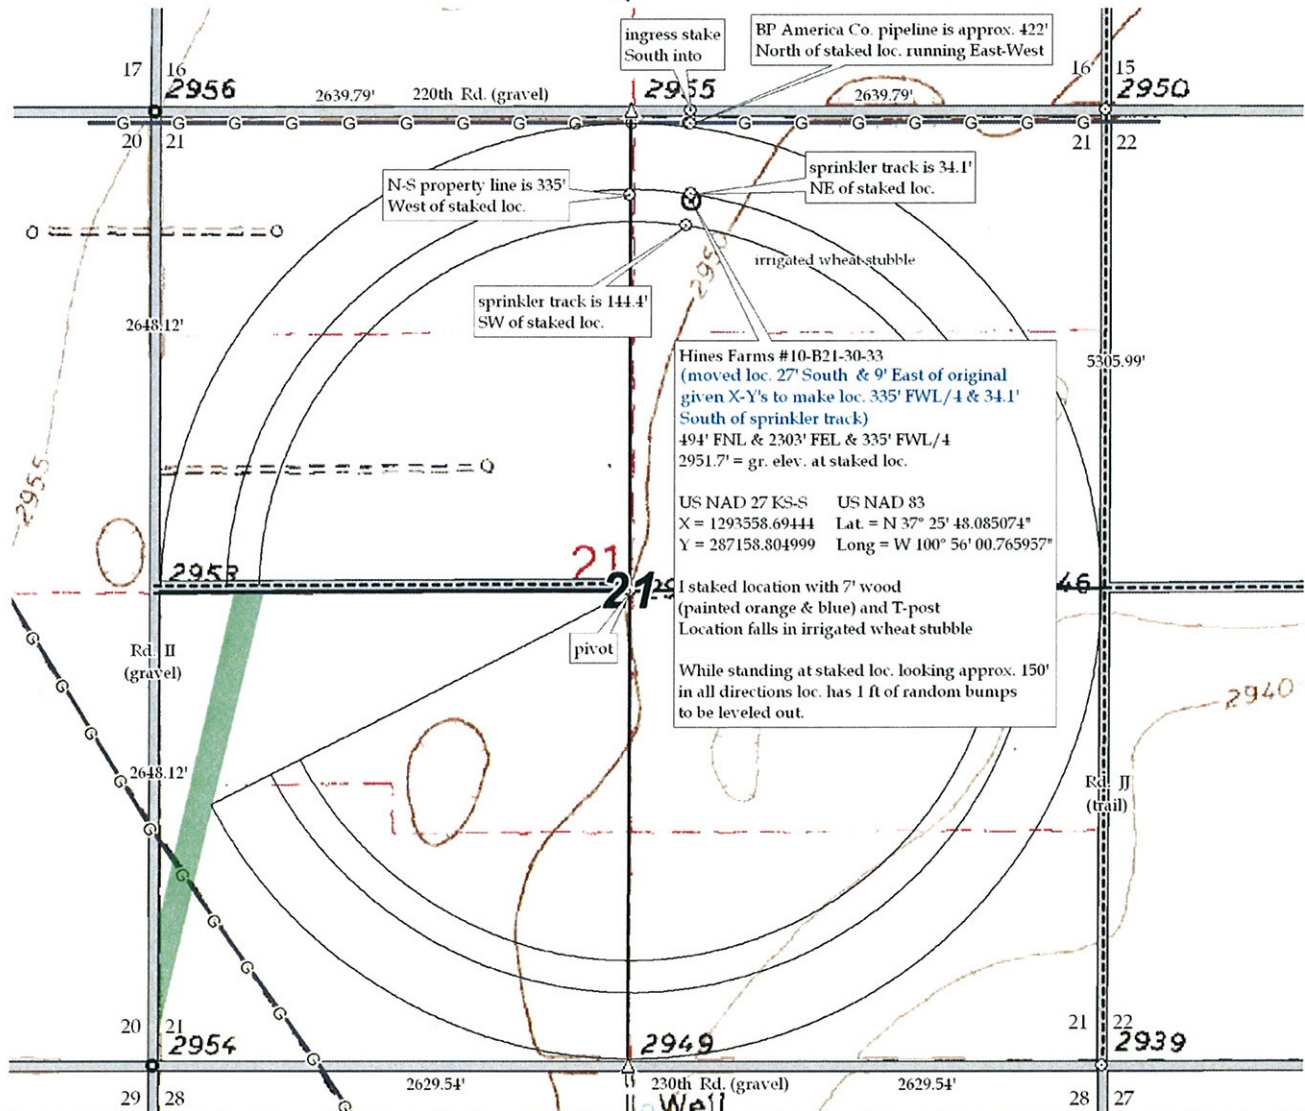 ingress stake
South into
BP America Co. pipeline is approx. 422'
North of staked loc. running East-West
17 16
2956
2639.79'
220th Rd. (gravel)
2955
2639.79'
16 15
2950
G G G G G G G G G G G G G G G G G
20 21
21 22
N-S property line is 335'
West of staked loc.
sprinkler track is 34.1'
NE of staked loc.
irrigated wheat stubble
sprinkler track is 144.4'
SW of staked loc.
2648.12'
5305.99'
Hines Farms #10-B21-30-33
(moved loc. 27' South & 9' East of original
given X-Y's to make loc. 335' FWL/4 & 34.1'
South of sprinkler track)
494' FNL & 2303' FEL & 335' FWL/4
2951.7' = gr. elev. at staked loc.
US NAD 27 KS-S US NAD 83
X = 1293558.69444 Lat. = N 37° 25' 48.085074"
Y = 287158.804999 Long = W 100° 56' 00.765957"
I staked location with 7' wood
(painted orange & blue) and T-post
Location falls in irrigated wheat stubble
While standing at staked loc. looking approx. 150'
in all directions loc. has 1 ft of random bumps
to be leveled out.
2955
2953
21
21
46
pivot
Rd. II
(gravel)
2940
2648.12'
Rd. JJ
(trail)
G G G G G G G G G G G
20 21
2954
2949
21 22
2939
2629.54'
230th Rd. (gravel)
2629.54'
29 28
Well
28 27